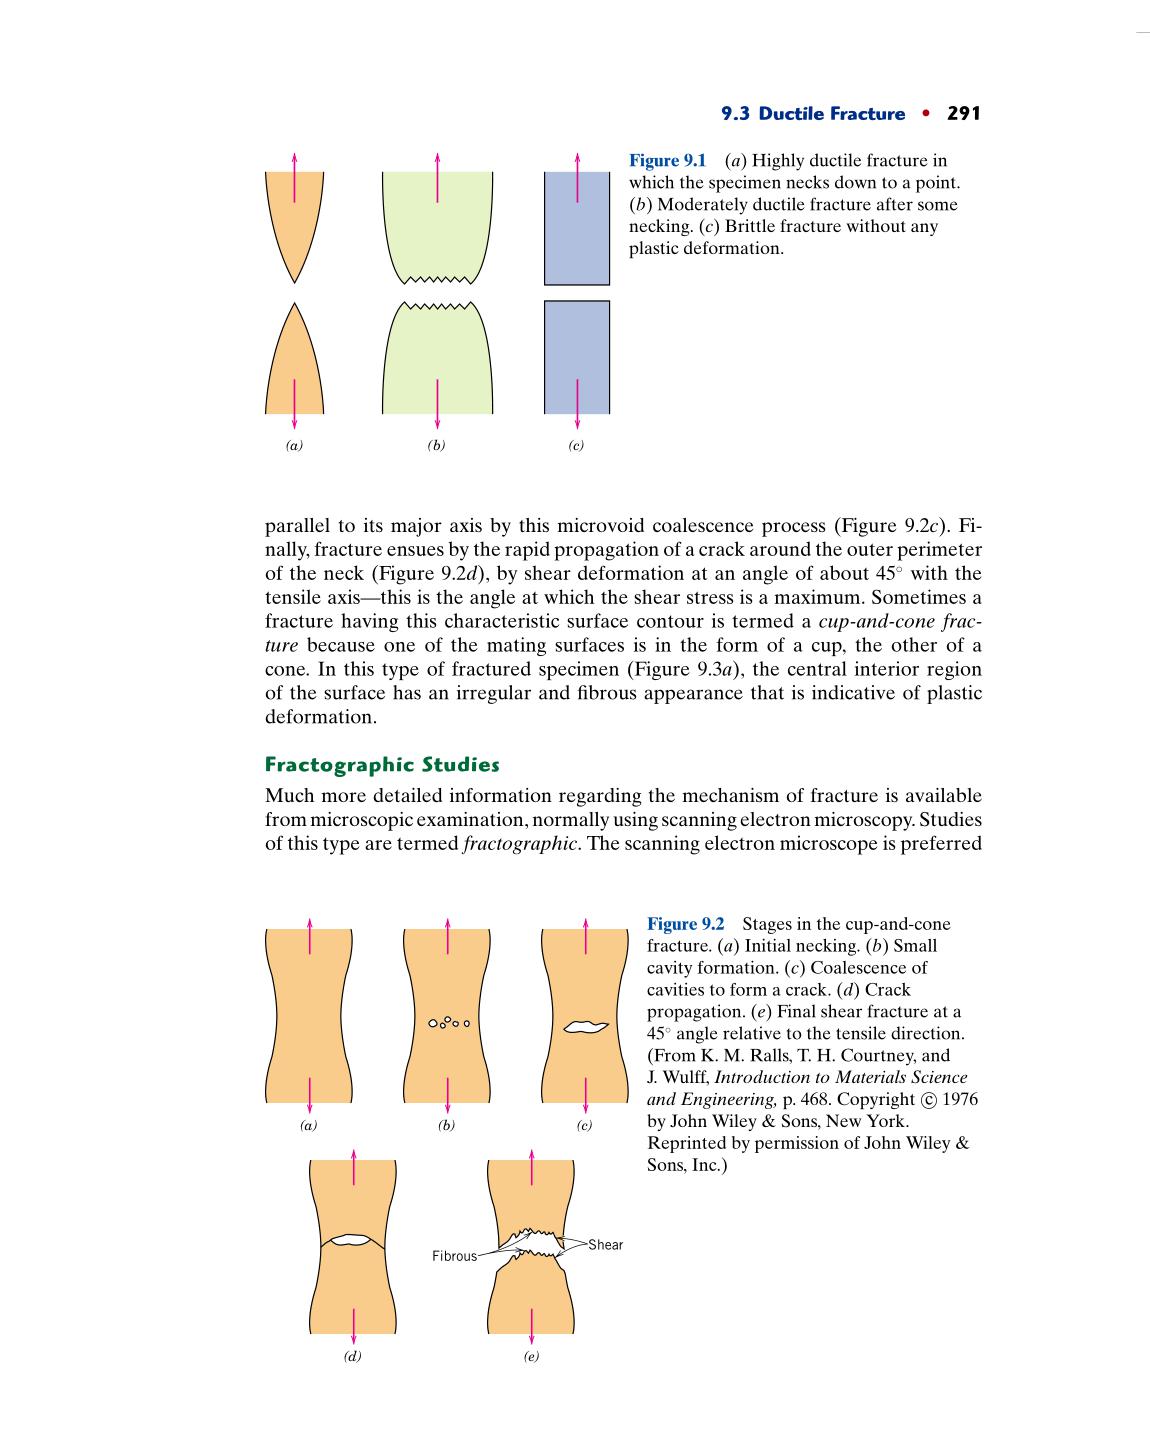 9.3 Ductile Fracture • 291
Figure 9.1 (a) Highly ductile fracture in
which the specimen necks down to a point.
(b) Moderately ductile fracture after some
necking. (c) Brittle fracture without any
plastic deformation.
(a) (b) (c)
parallel to its major axis by this microvoid coalescence process (Figure 9.2c). Fi-
nally, fracture ensues by the rapid propagation of a crack around the outer perimeter
of the neck (Figure 9.2d), by shear deformation at an angle of about 45° with the
tensile axis—this is the angle at which the shear stress is a maximum. Sometimes a
fracture having this characteristic surface contour is termed a cup-and-cone frac-
ture because one of the mating surfaces is in the form of a cup, the other of a
cone. In this type of fractured specimen (Figure 9.3a), the central interior region
of the surface has an irregular and fibrous appearance that is indicative of plastic
deformation.
Fractographic Studies
Much more detailed information regarding the mechanism of fracture is available
from microscopic examination, normally using scanning electron microscopy. Studies
of this type are termed fractographic. The scanning electron microscope is preferred
Figure 9.2 Stages in the cup-and-cone
fracture. (a) Initial necking. (b) Small
cavity formation. (c) Coalescence of
cavities to form a crack. (d) Crack
propagation. (e) Final shear fracture at a
45° angle relative to the tensile direction.
(From K. M. Ralls, T. H. Courtney, and
J. Wulff, Introduction to Materials Science
and Engineering, p. 468. Copyright © 1976
by John Wiley & Sons, New York.
Reprinted by permission of John Wiley &
Sons, Inc.)
(a) (b) (c)
Fibrous
Shear
(d) (e)